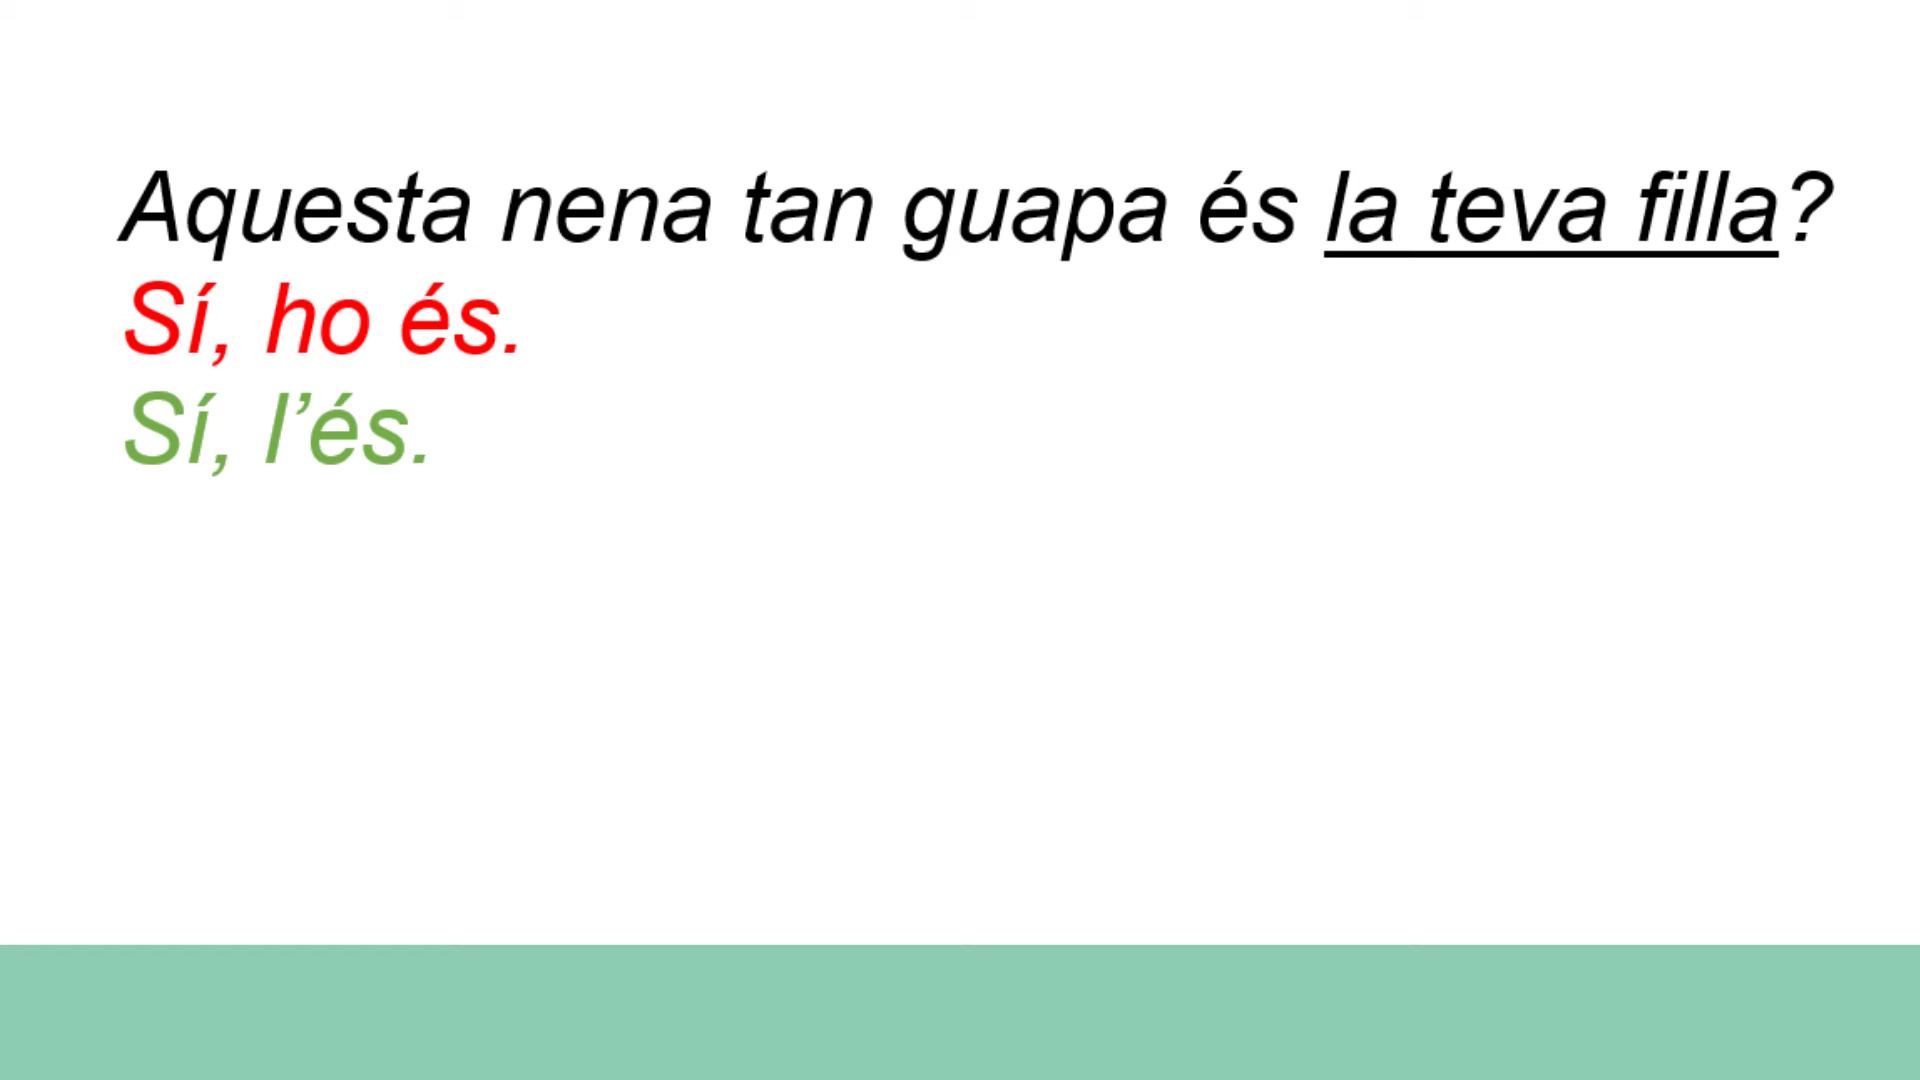 Aquesta nena tan guapa és la teva filla?
Sí, ho és.
Sí, l’és.